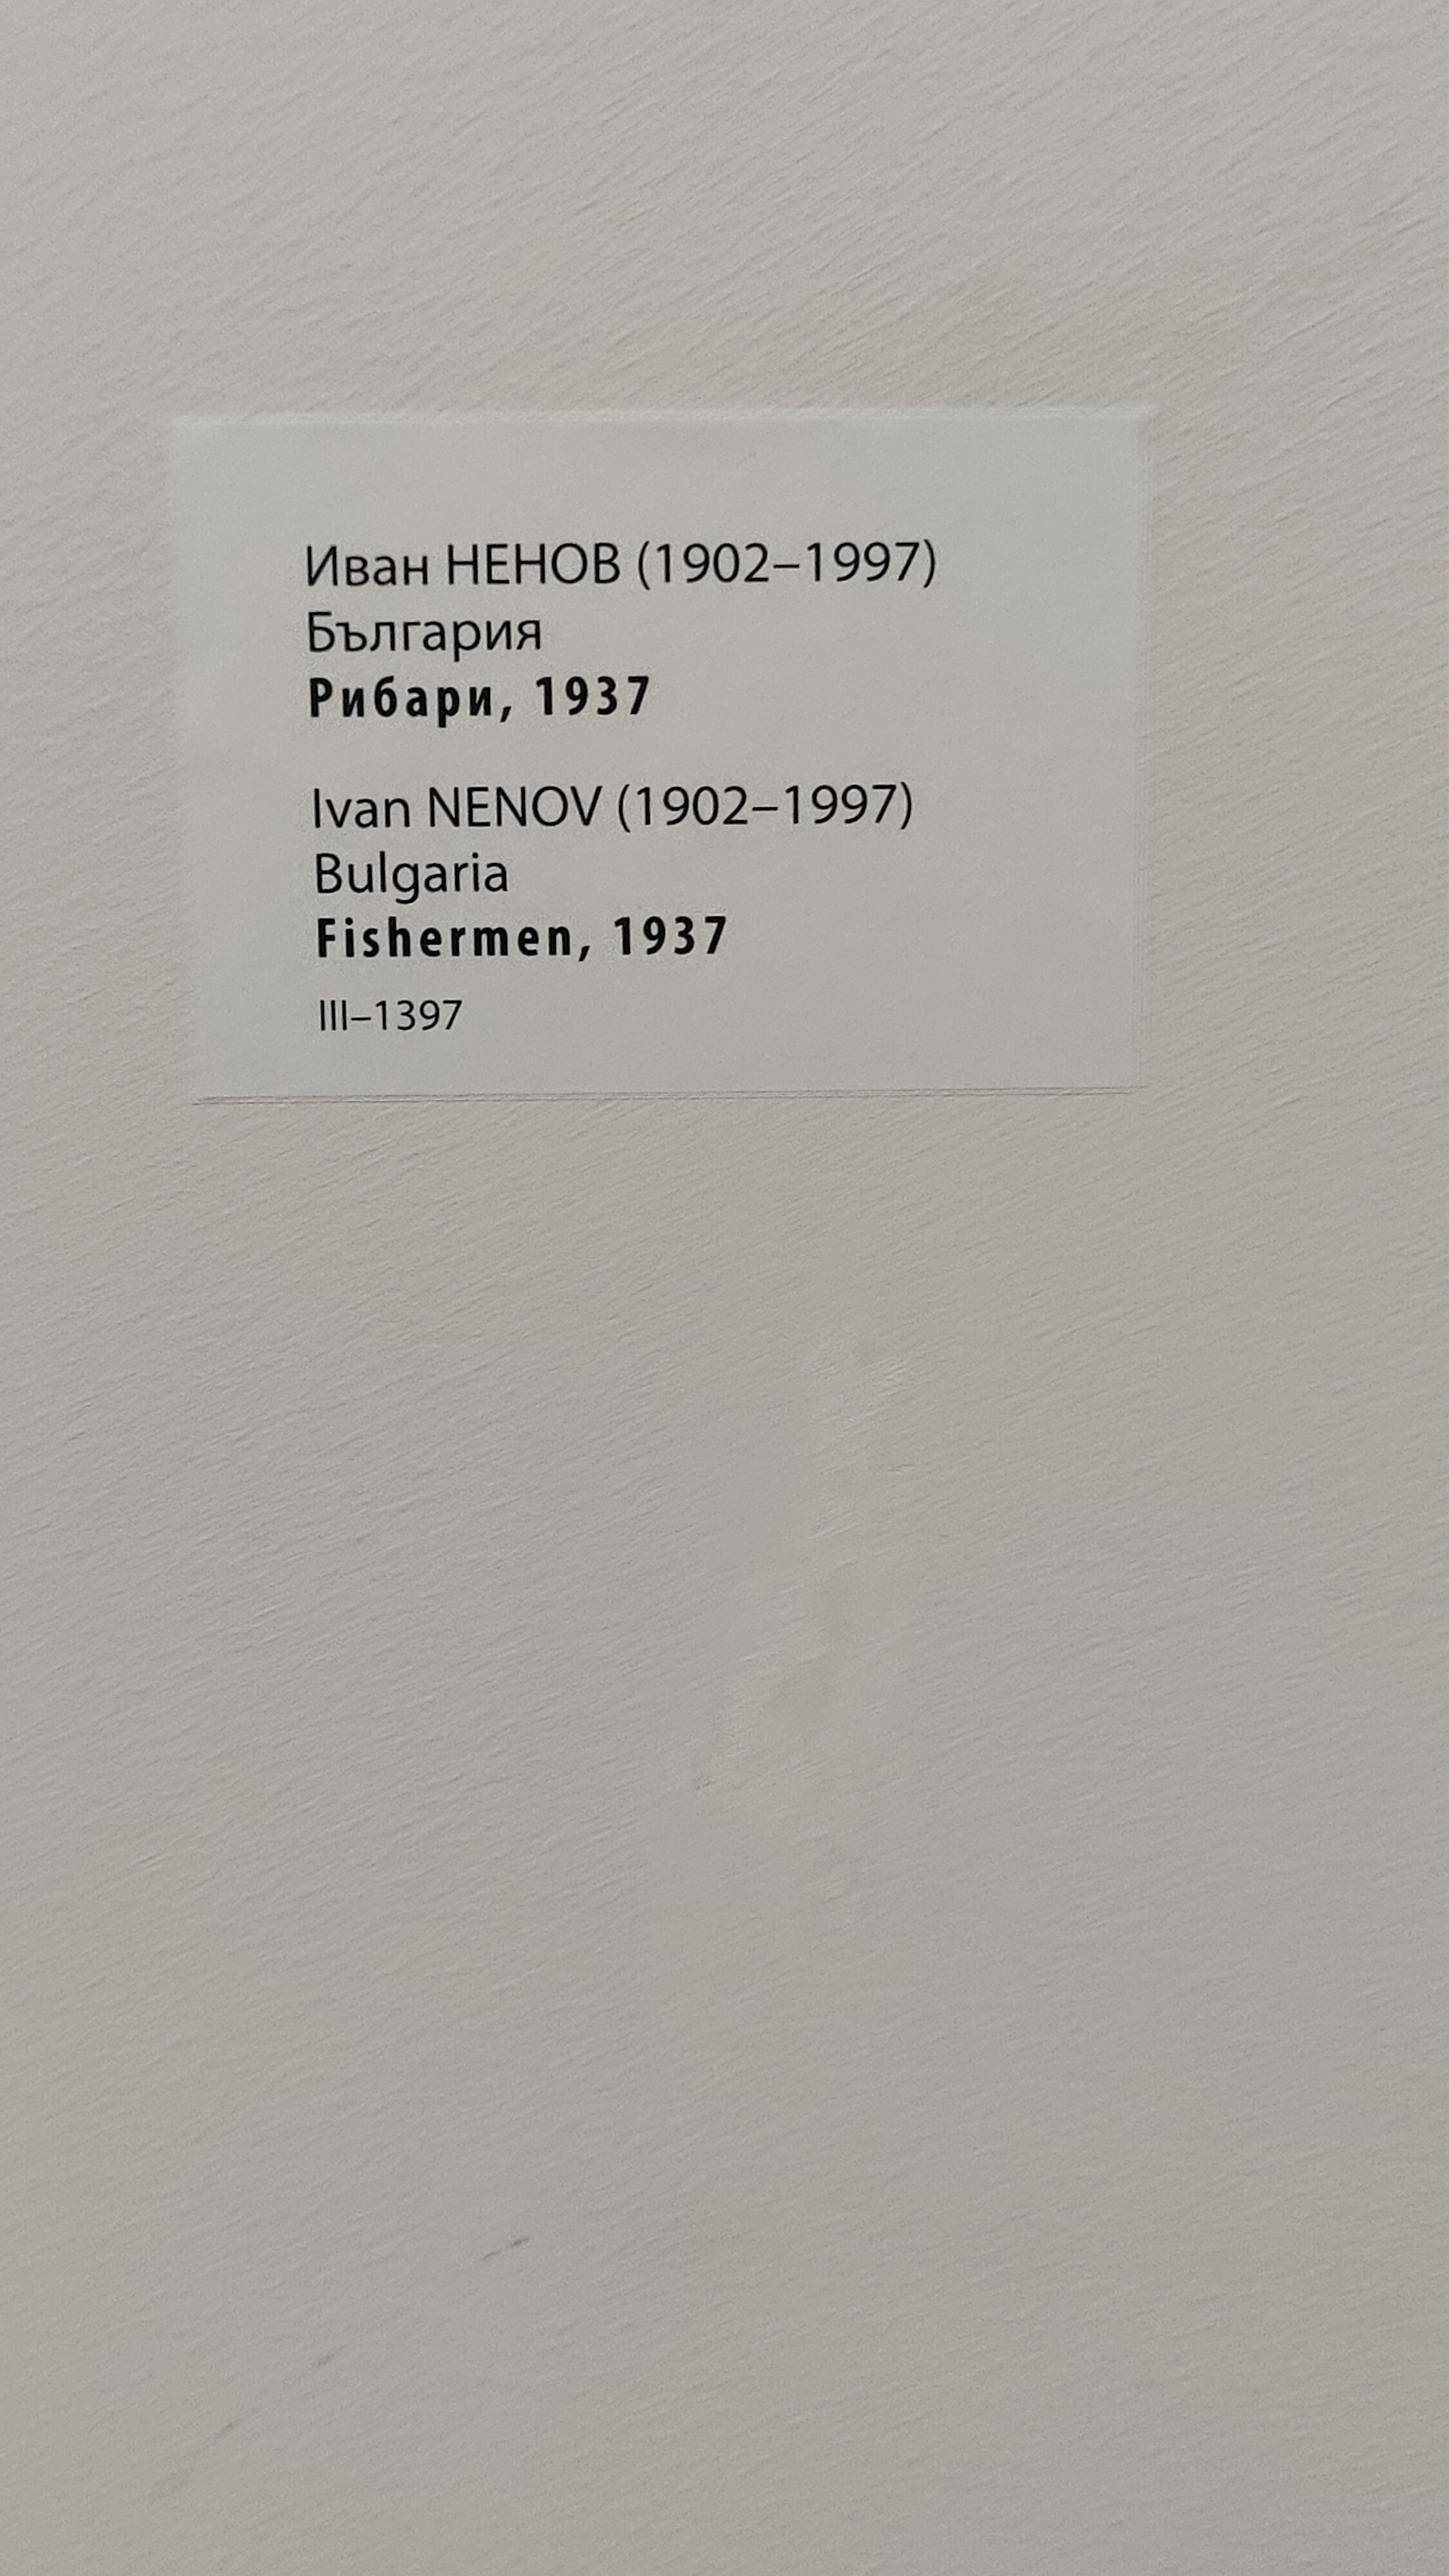 Иван НЕНОВ (1902–1997)
България
Рибари, 1937
Ivan NENOV (1902–1997)
Bulgaria
Fishermen, 1937
III–1397